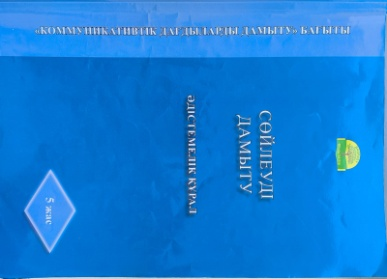 «КОММУНИКАТИВТІК ДАҒДЫЛАРДЫ ДАМЫТУ» БАҒЫТЫ
СӨЙЛЕУДІ
ДАМЫТУ
ӘДІСТЕМЕЛІК ҚҰРАЛ
5 жас